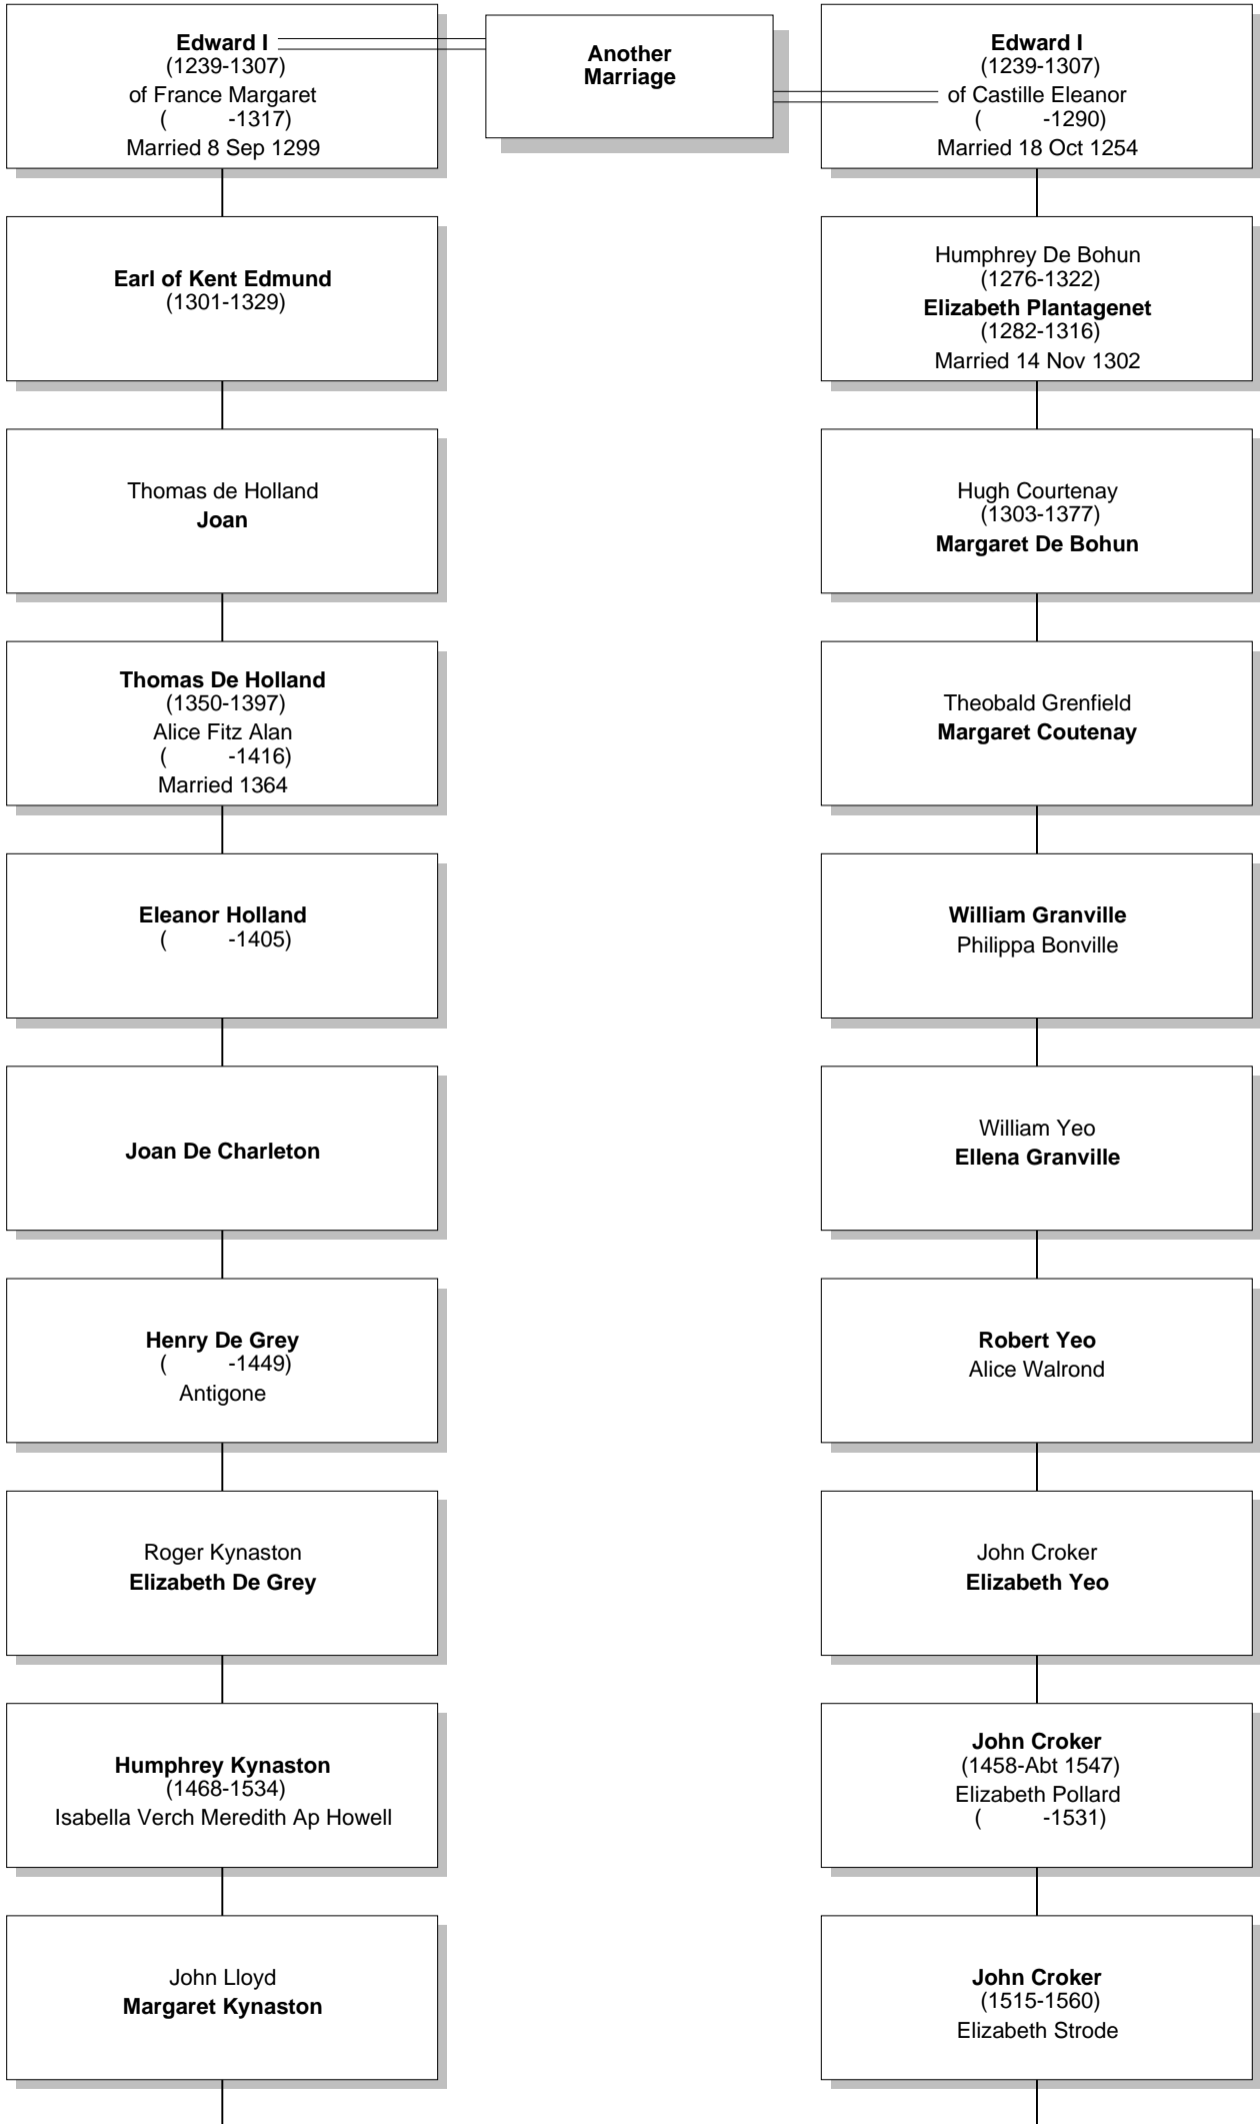 Edward I
(1239-1307)
of France Margaret
( -1317)
Married 8 Sep 1299
Another
Marriage
Edward I
(1239-1307)
of Castille Eleanor
( -1290)
Married 18 Oct 1254
Earl of Kent Edmund
(1301-1329)
Humphrey De Bohun
(1276-1322)
Elizabeth Plantagenet
(1282-1316)
Married 14 Nov 1302
Thomas de Holland
Joan
Hugh Courtenay
(1303-1377)
Margaret De Bohun
Thomas De Holland
(1350-1397)
Alice Fitz Alan
( -1416)
Married 1364
Theobald Grenfield
Margaret Coutenay
Eleanor Holland
( -1405)
William Granville
Philippa Bonville
Joan De Charleton
William Yeo
Ellena Granville
Henry De Grey
( -1449)
Antigone
Robert Yeo
Alice Walrond
Roger Kynaston
Elizabeth De Grey
John Croker
Elizabeth Yeo
Humphrey Kynaston
(1468-1534)
Isabella Verch Meredith Ap Howell
John Croker
(1458-Abt 1547)
Elizabeth Pollard
( -1531)
John Lloyd
Margaret Kynaston
John Croker
(1515-1560)
Elizabeth Strode